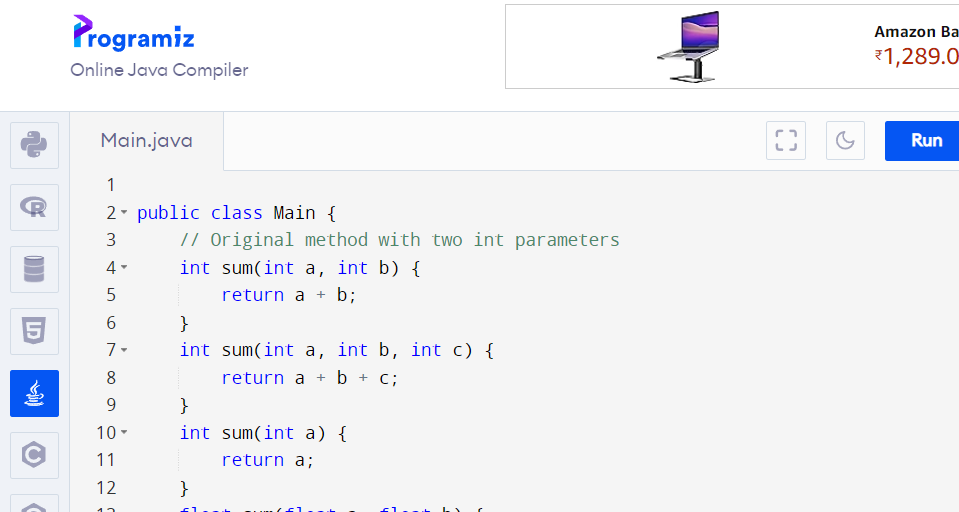 Programiz
Online Java Compiler
Amazon Ba
₹1,289.0
Main.java
Run
1
2 public class Main {
3 // Original method with two int parameters
4 int sum(int a, int b) {
5 return a + b;
6 }
7 int sum(int a, int b, int c) {
8 return a + b + c;
9 }
10 int sum(int a) {
11 return a;
12 }